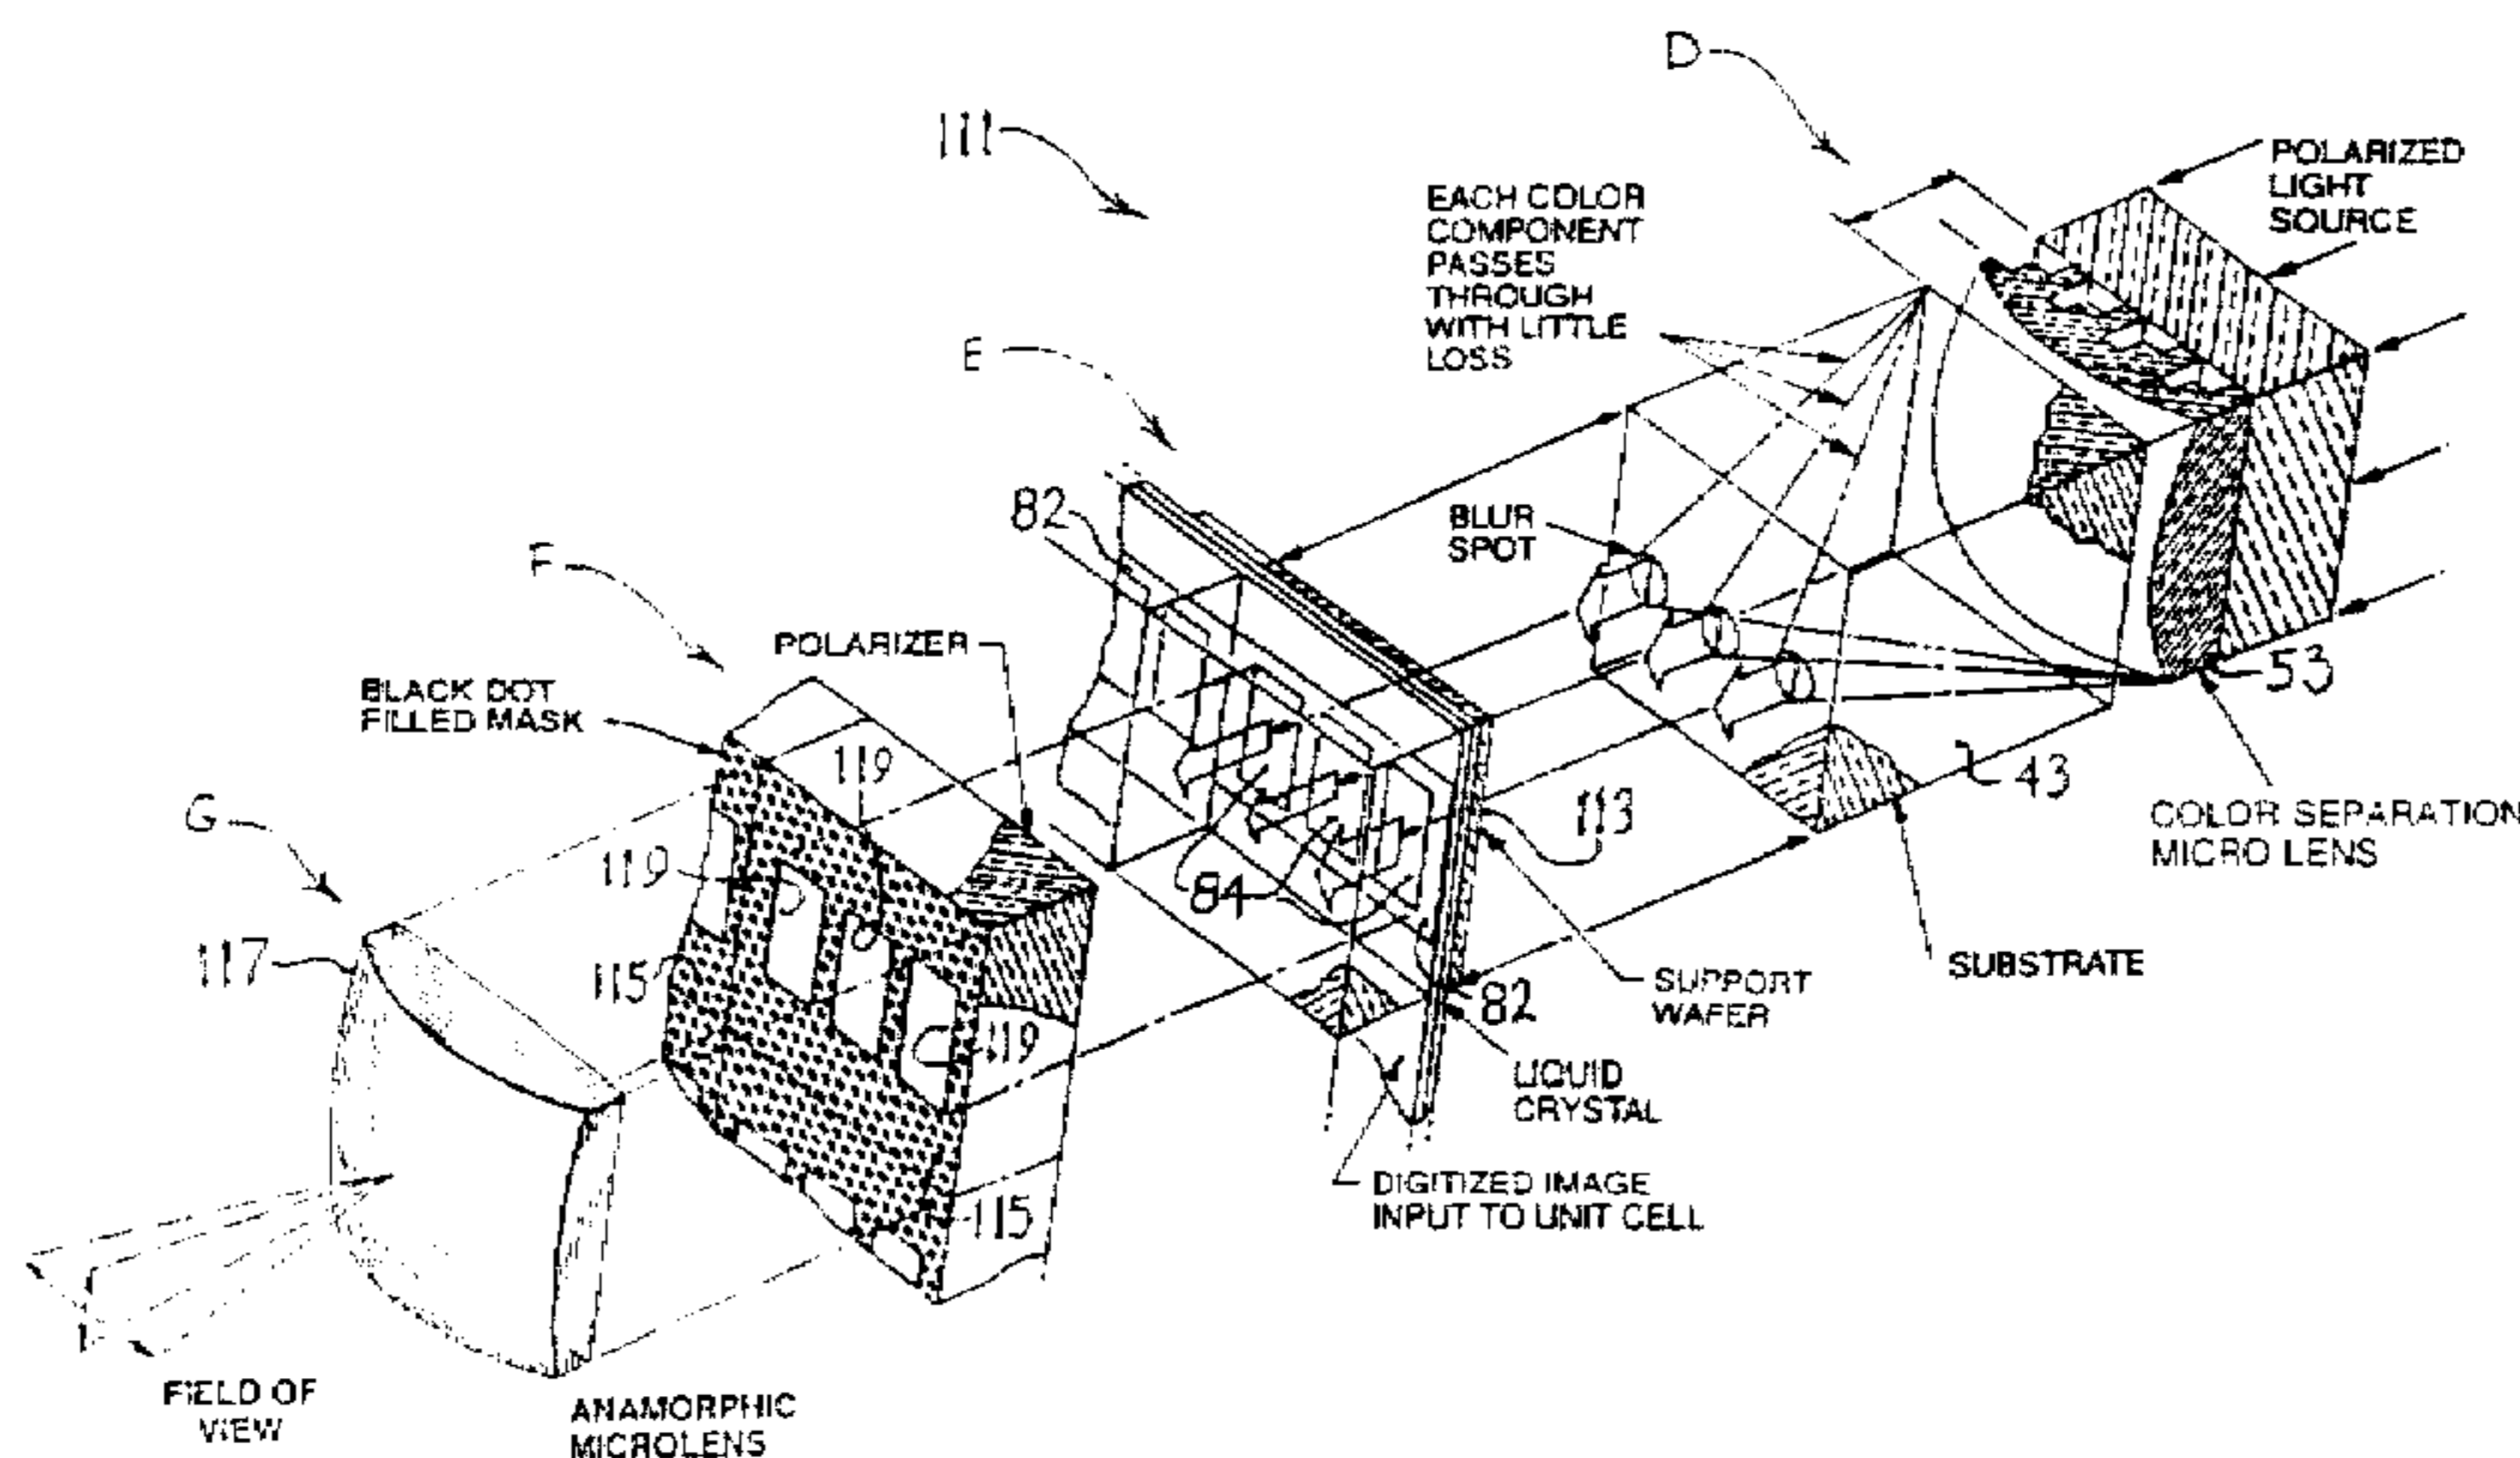 D
111
POLARIZED
LIGHT
SOURCE
EACH COLOR
COMPONENT
PASSES
THROUGH
WITH LITTLE
LOSS
E
82
BLUR
SPOT
F
POLARIZER
BLACK DOT
FILLED MASK
53
119
43
113
G
COLOR SEPARATION
MICRO LENS
119
84
117
115
SUBSTRATE
SUPPORT
WAFER
82
119
LIQUID
CRYSTAL
DIGITIZED IMAGE
INPUT TO UNIT CELL
115
FIELD OF
VIEW
ANAMORPHIC
MICROLENS